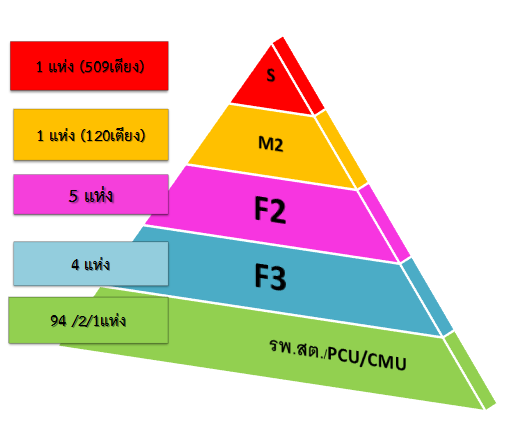 1 แห่ง (509เตียง)
S
1 แห่ง (120เตียง)
M2
5 แห่ง
F2
4 แห่ง
F3
94 /2/1แห่ง
รพ.สต./PCU/CMU